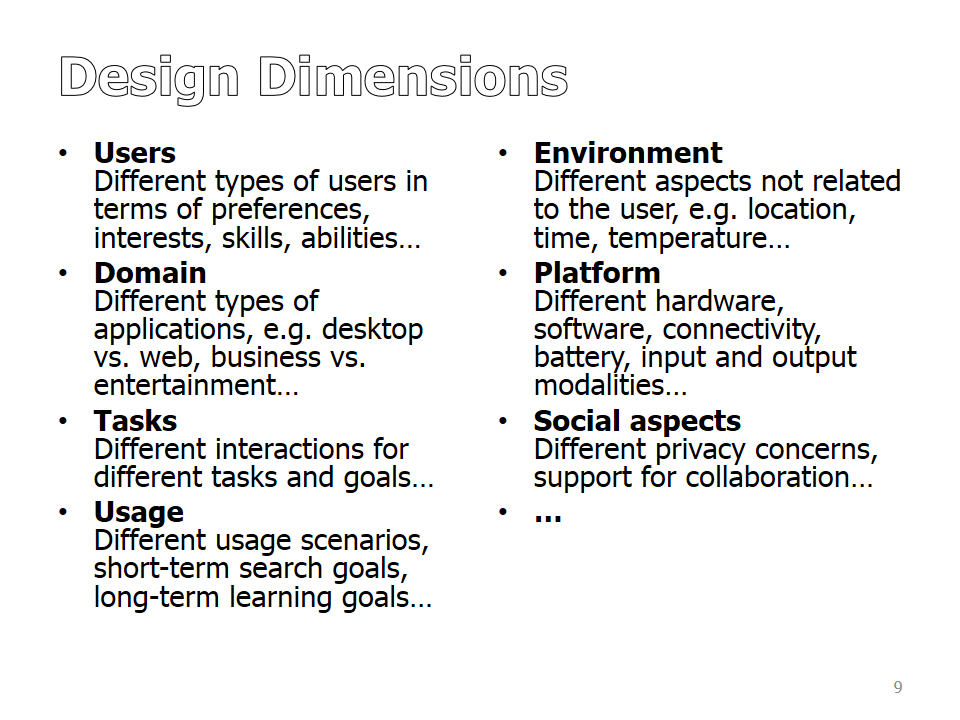 Design Dimensions
• Users
Different types of users in
terms of preferences,
interests, skills, abilities…
• Domain
Different types of
applications, e.g. desktop
vs. web, business vs.
entertainment…
• Tasks
Different interactions for
different tasks and goals…
• Usage
Different usage scenarios,
short-term search goals,
long-term learning goals…
• Environment
Different aspects not related
to the user, e.g. location,
time, temperature…
• Platform
Different hardware,
software, connectivity,
battery, input and output
modalities…
• Social aspects
Different privacy concerns,
support for collaboration…
• …
9